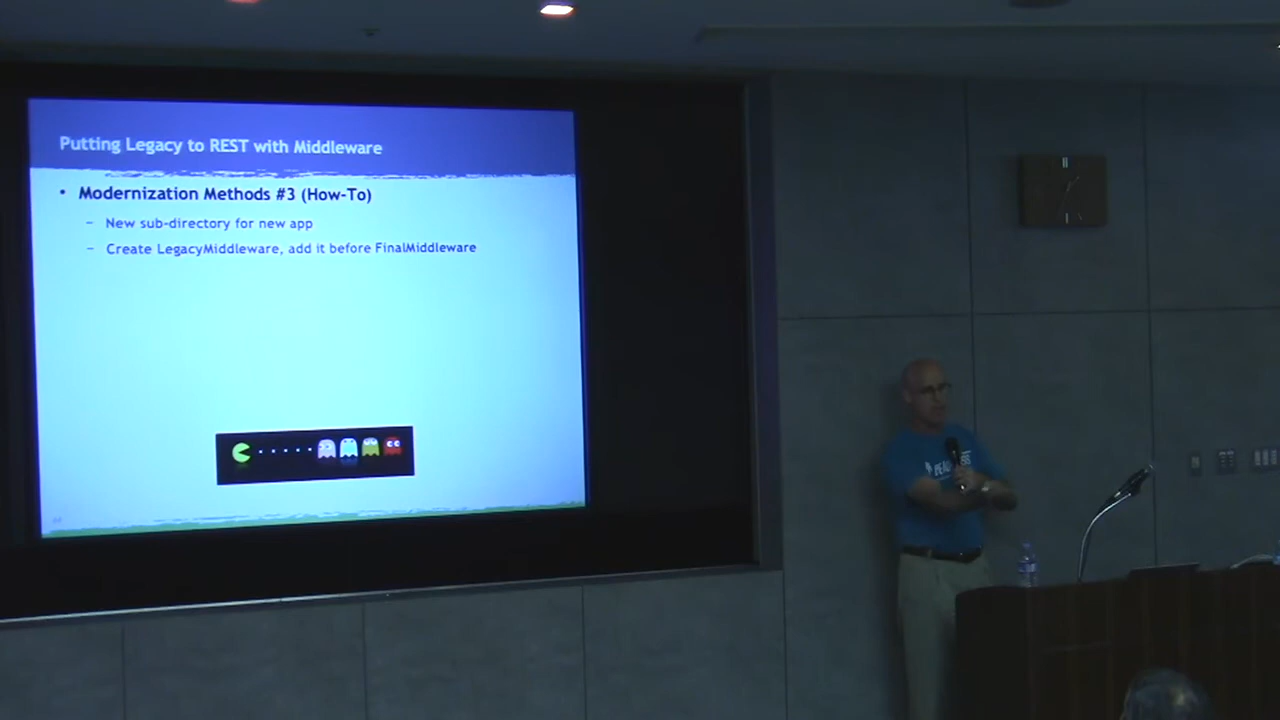 Putting Legacy to REST with Middleware
• Modernization Methods #3 (How-To)
– New sub-directory for new app
– Create LegacyMiddleware, add it before FinalMiddleware